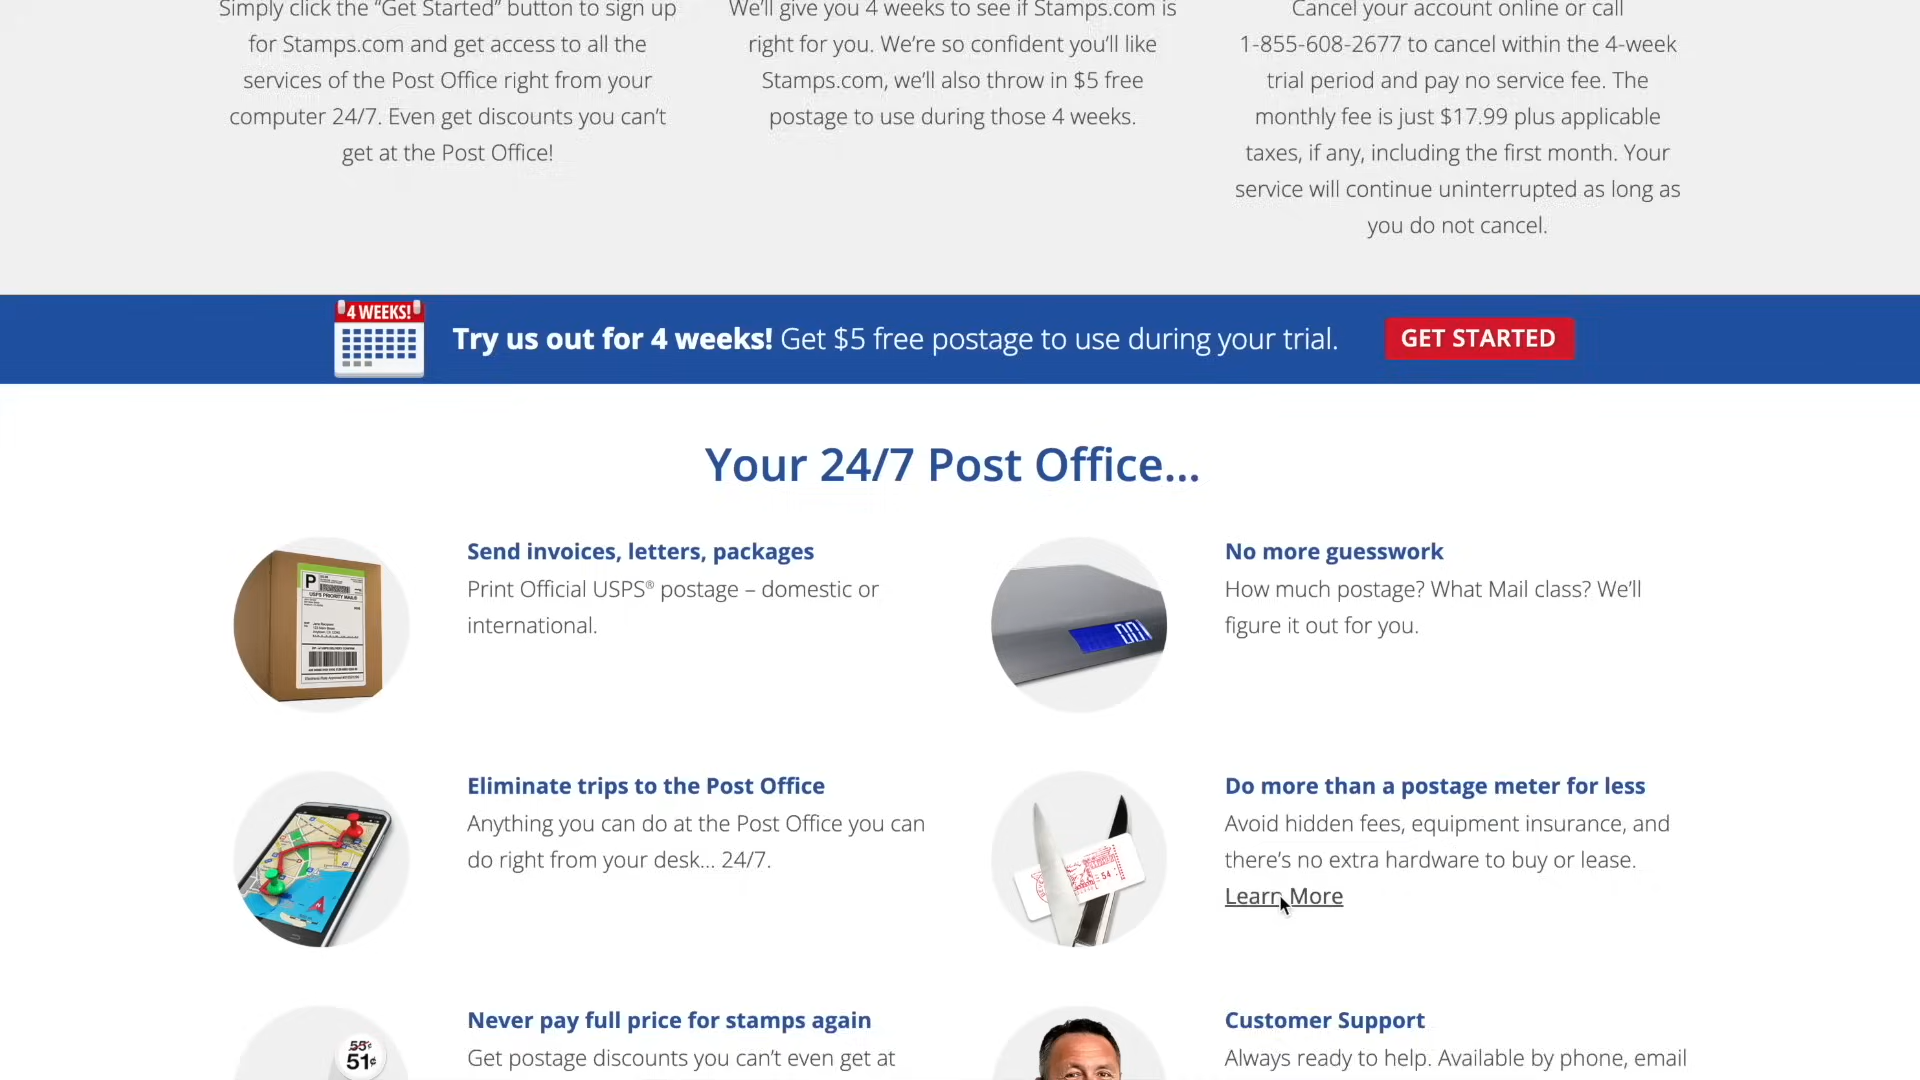 Simply click the “Get Started” button to sign up
for Stamps.com and get access to all the
services of the Post Office right from your
computer 24/7. Even get discounts you can’t
get at the Post Office!
We’ll give you 4 weeks to see if Stamps.com is
right for you. We’re so confident you’ll like
Stamps.com, we’ll also throw in $5 free
postage to use during those 4 weeks.
Cancel your account online or call
1-855-608-2677 to cancel within the 4-week
trial period and pay no service fee. The
monthly fee is just $17.99 plus applicable
taxes, if any, including the first month. Your
service will continue uninterrupted as long as
you do not cancel.
4 WEEKS!
Try us out for 4 weeks! Get $5 free postage to use during your trial.
GET STARTED
Your 24/7 Post Office...
P
Send invoices, letters, packages
Print Official USPS® postage – domestic or
international.
No more guesswork
How much postage? What Mail class? We’ll
figure it out for you.
Eliminate trips to the Post Office
Anything you can do at the Post Office you can
do right from your desk... 24/7.
54
Do more than a postage meter for less
Avoid hidden fees, equipment insurance, and
there’s no extra hardware to buy or lease.
Learn More
55¢
51¢
Never pay full price for stamps again
Get postage discounts you can’t even get at
Customer Support
Always ready to help. Available by phone, email